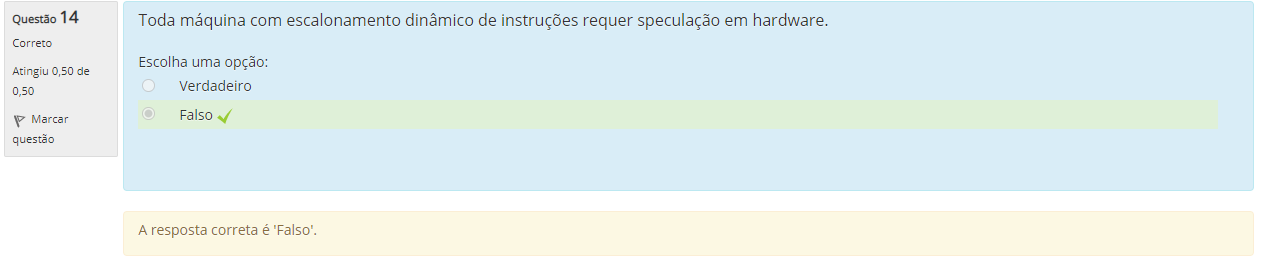 Questão 14
Correto
Atingiu 0,50 de
0,50
Marcar
questão
Toda máquina com escalonamento dinâmico de instruções requer speculação em hardware.
Escolha uma opção:
Verdadeiro
Falso
A resposta correta é 'Falso'.